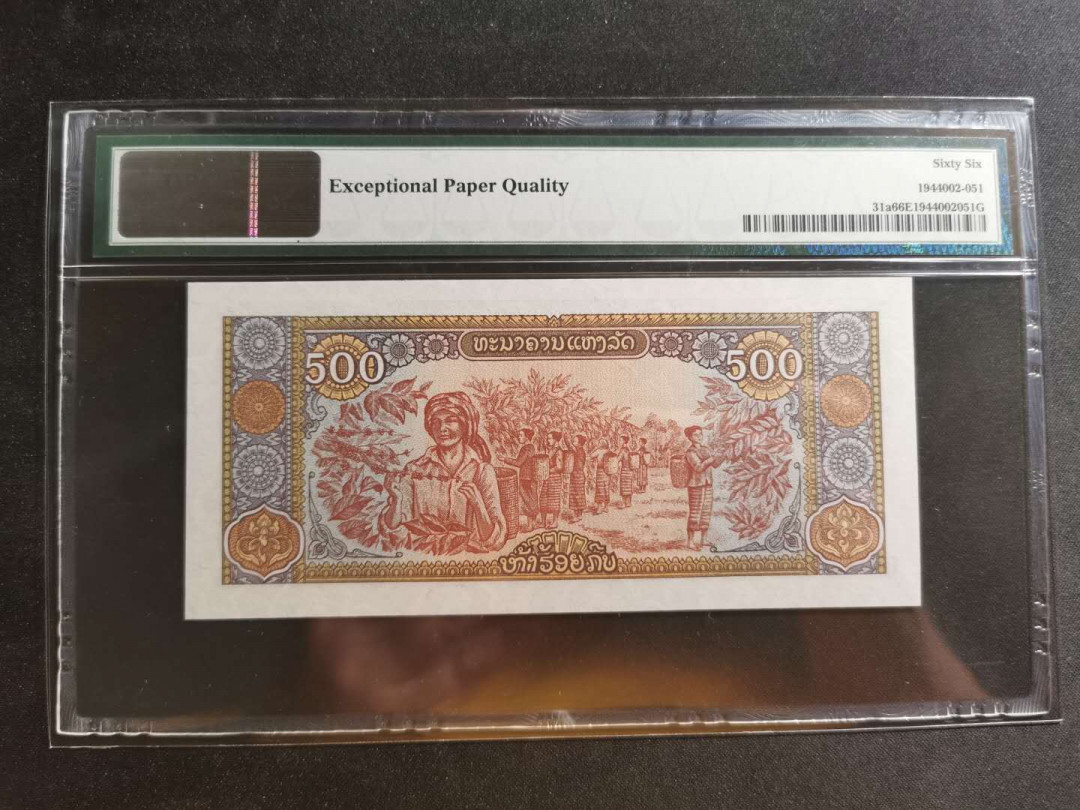 Sixty Six
Exceptional Paper Quality
1944002-051
31a66E1944002051G
ທະນາຄານແຫ່ງລັດ
500
500
ຫ້າຮ້ອຍກີບ